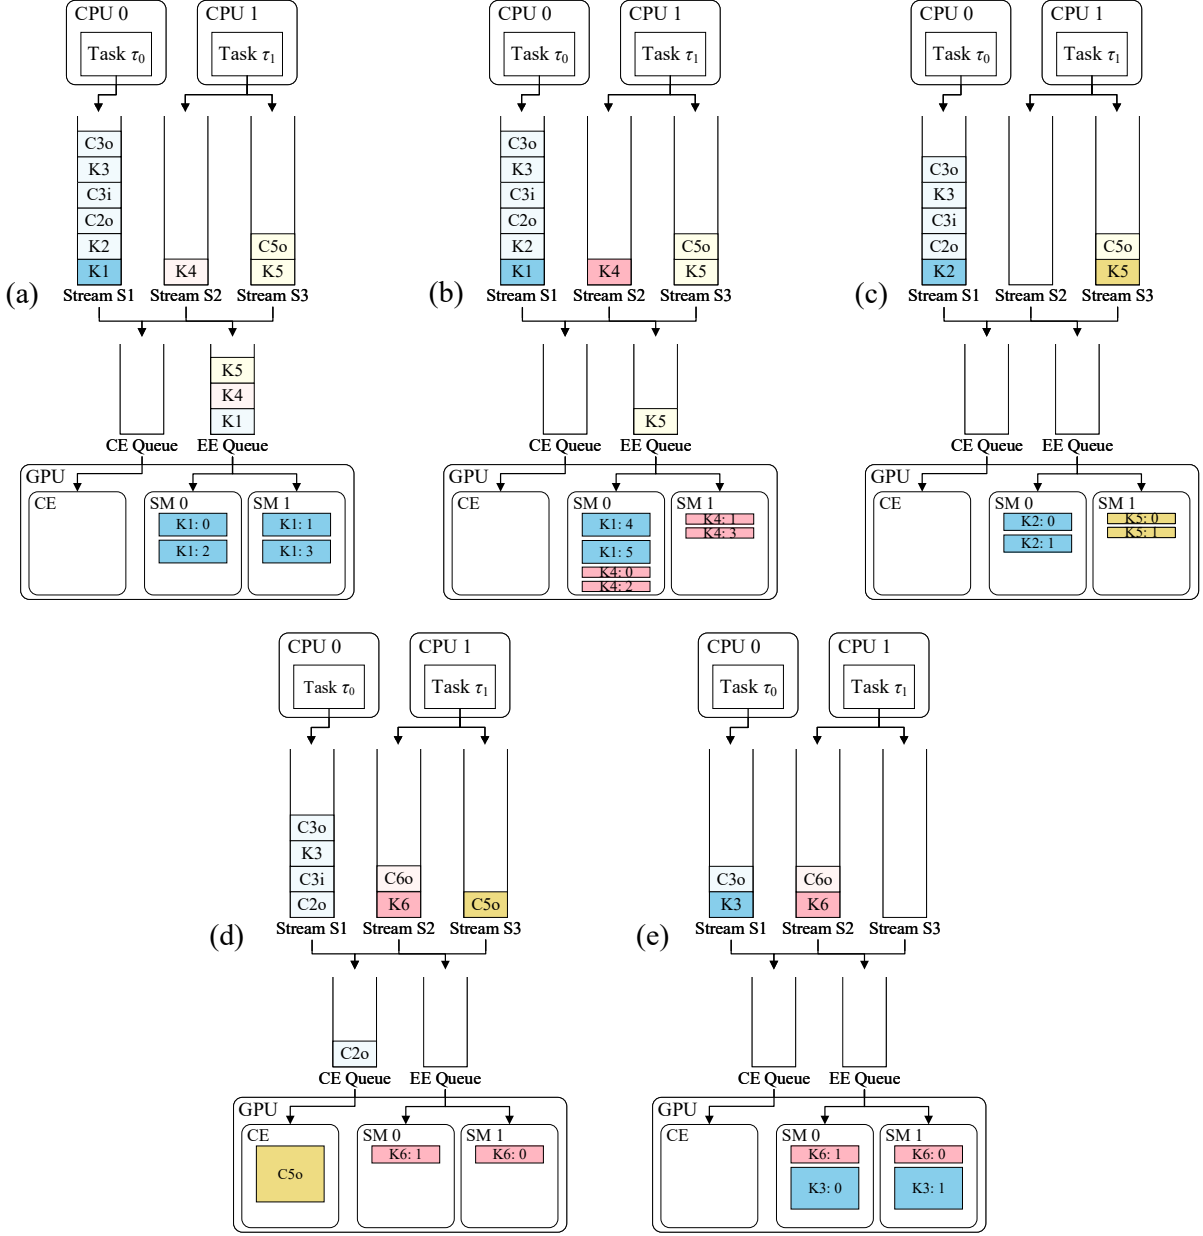 CPU 0
CPU 1
Task τ0
Task τ1
C3o
K3
C3i
C2o
K2
K1
K4
C5o
K5
(a)
Stream S1
Stream S2
Stream S3
K5
K4
K1
CE Queue
EE Queue
GPU
CE
SM 0
K1: 0
K1: 2
SM 1
K1: 1
K1: 3
CPU 0
CPU 1
Task τ0
Task τ1
C3o
K3
C3i
C2o
K2
K1
K4
C5o
K5
(b)
Stream S1
Stream S2
Stream S3
K5
CE Queue
EE Queue
GPU
CE
SM 0
K1: 4
K1: 5
K4: 0
K4: 2
SM 1
K4: 1
K4: 3
CPU 0
CPU 1
Task τ0
Task τ1
C3o
K3
C3i
C2o
K2
C5o
K5
(c)
Stream S1
Stream S2
Stream S3
CE Queue
EE Queue
GPU
CE
SM 0
K2: 0
K2: 1
SM 1
K5: 0
K5: 1
CPU 0
CPU 1
Task τ0
Task τ1
C3o
K3
C3i
C2o
C6o
K6
C5o
(d)
Stream S1
Stream S2
Stream S3
C2o
CE Queue
EE Queue
GPU
CE
C5o
SM 0
K6: 1
SM 1
K6: 0
CPU 0
CPU 1
Task τ0
Task τ1
C3o
K3
C6o
K6
(e)
Stream S1
Stream S2
Stream S3
CE Queue
EE Queue
GPU
CE
SM 0
K6: 1
K3: 0
SM 1
K6: 0
K3: 1